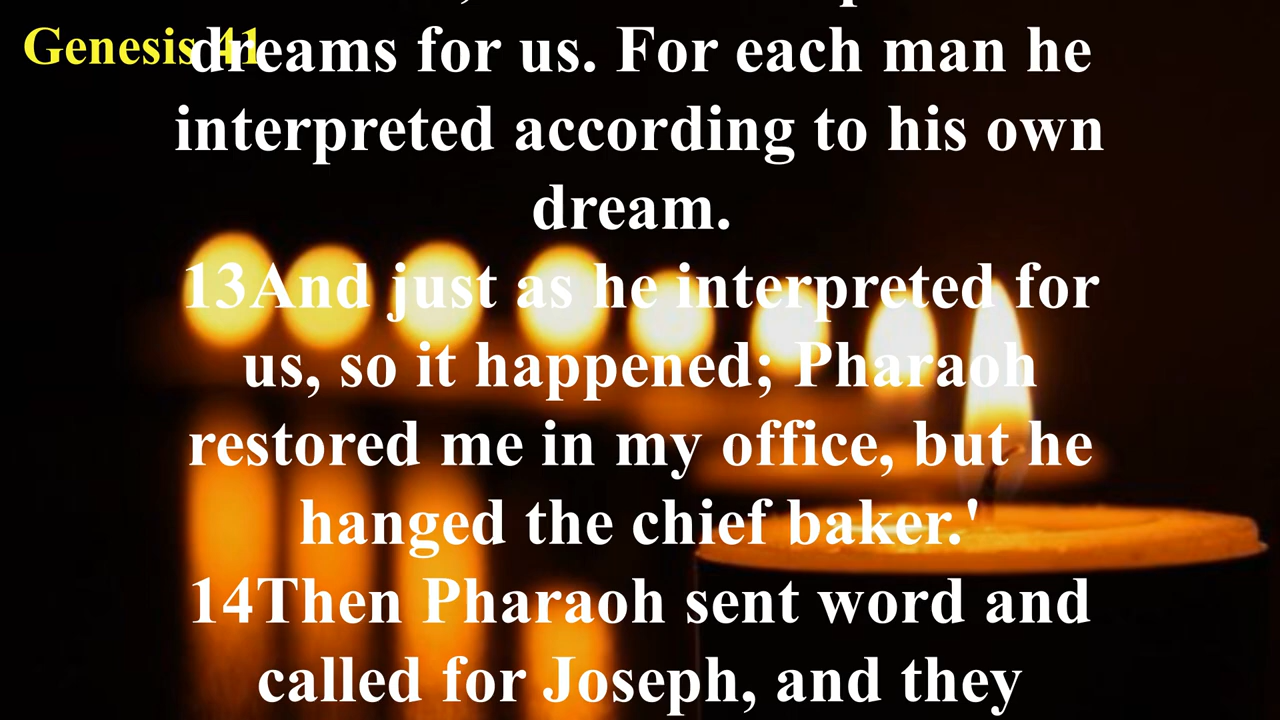 Genesis 41
dreams for us. For each man he
interpreted according to his own
dream.
13And just as he interpreted for
us, so it happened; Pharaoh
restored me in my office, but he
hanged the chief baker.'
14Then Pharaoh sent word and
called for Joseph, and they